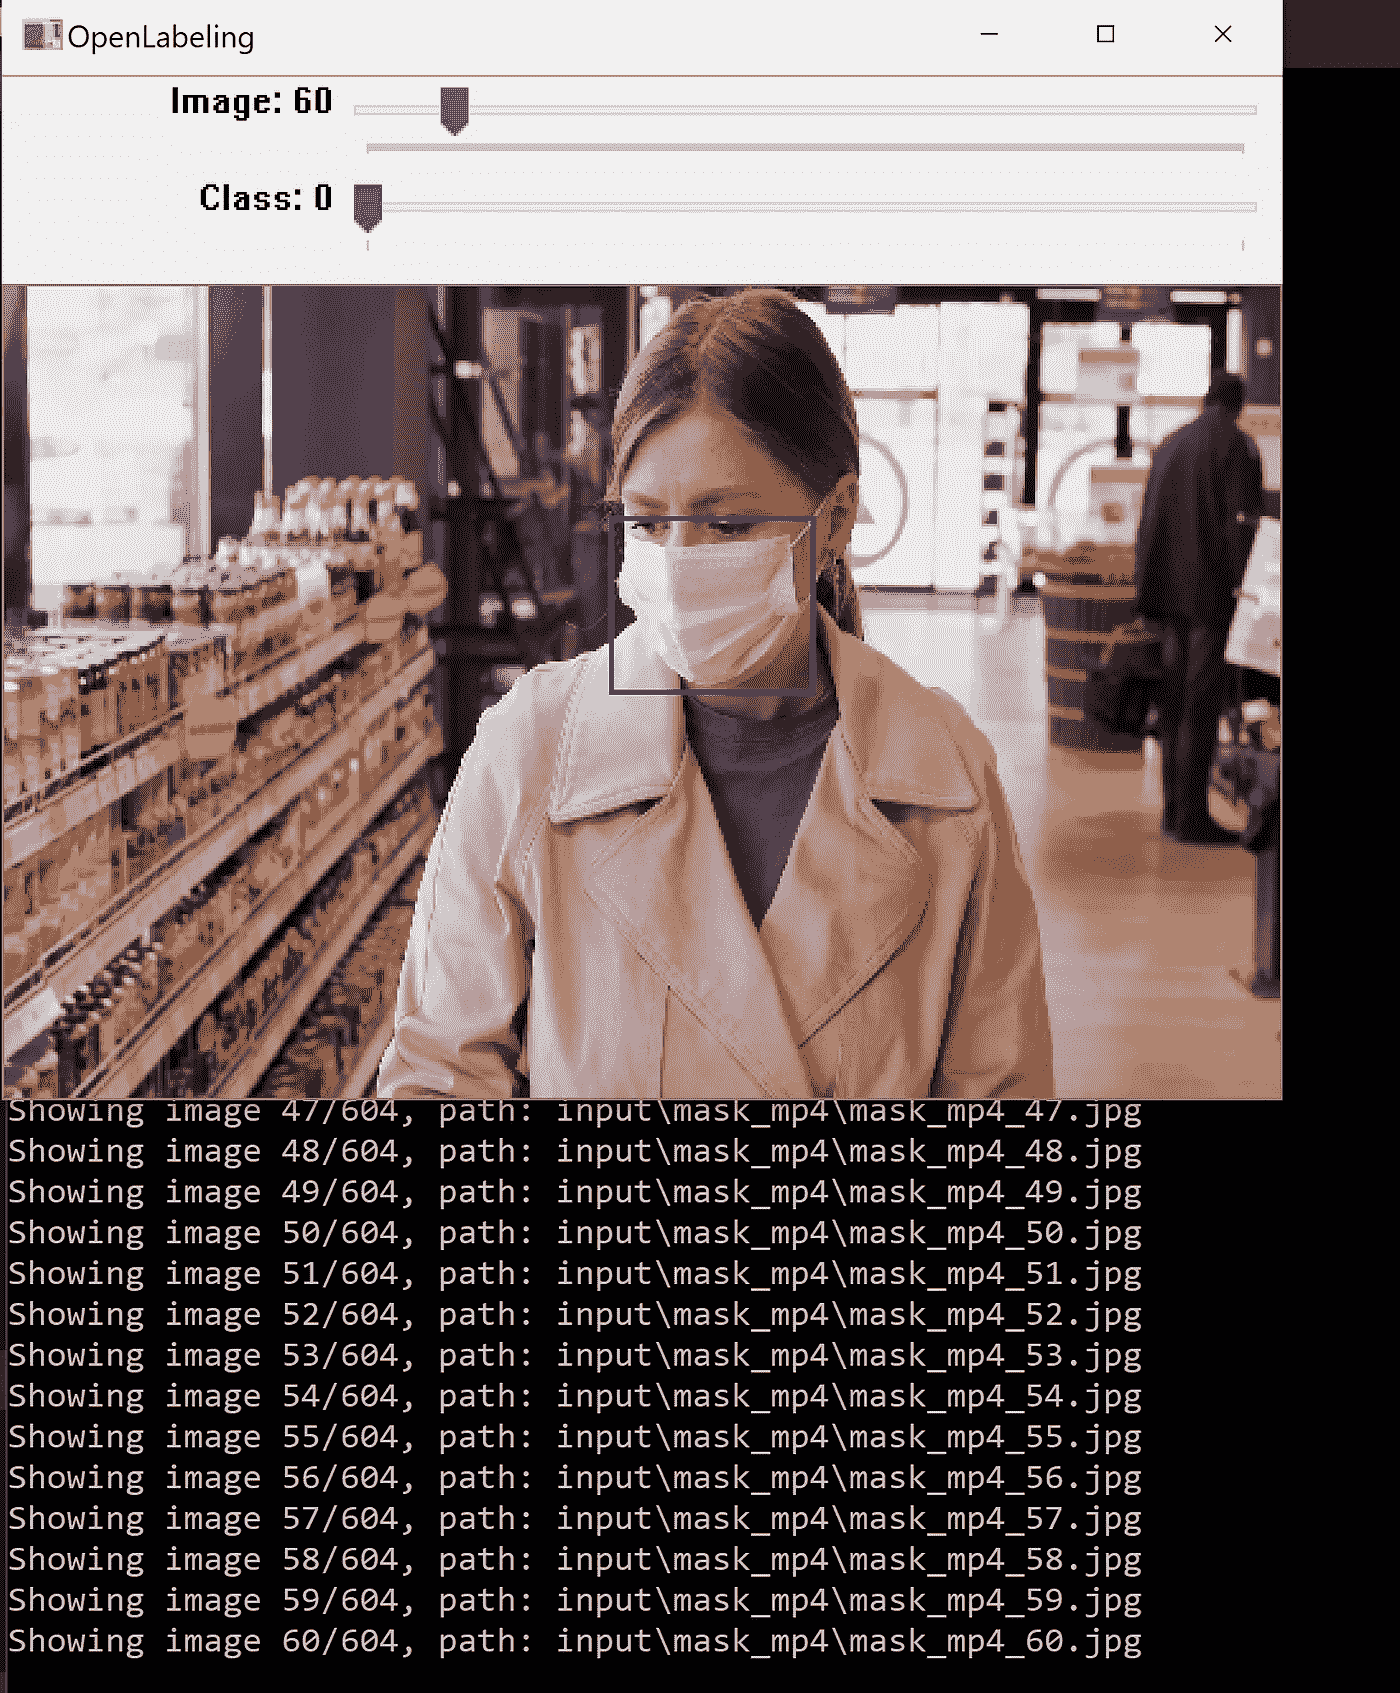 OpenLabeling
Image: 60
Class: 0
Showing image 47/604, path: input\mask_mp4\mask_mp4_47.jpg
Showing image 48/604, path: input\mask_mp4\mask_mp4_48.jpg
Showing image 49/604, path: input\mask_mp4\mask_mp4_49.jpg
Showing image 50/604, path: input\mask_mp4\mask_mp4_50.jpg
Showing image 51/604, path: input\mask_mp4\mask_mp4_51.jpg
Showing image 52/604, path: input\mask_mp4\mask_mp4_52.jpg
Showing image 53/604, path: input\mask_mp4\mask_mp4_53.jpg
Showing image 54/604, path: input\mask_mp4\mask_mp4_54.jpg
Showing image 55/604, path: input\mask_mp4\mask_mp4_55.jpg
Showing image 56/604, path: input\mask_mp4\mask_mp4_56.jpg
Showing image 57/604, path: input\mask_mp4\mask_mp4_57.jpg
Showing image 58/604, path: input\mask_mp4\mask_mp4_58.jpg
Showing image 59/604, path: input\mask_mp4\mask_mp4_59.jpg
Showing image 60/604, path: input\mask_mp4\mask_mp4_60.jpg